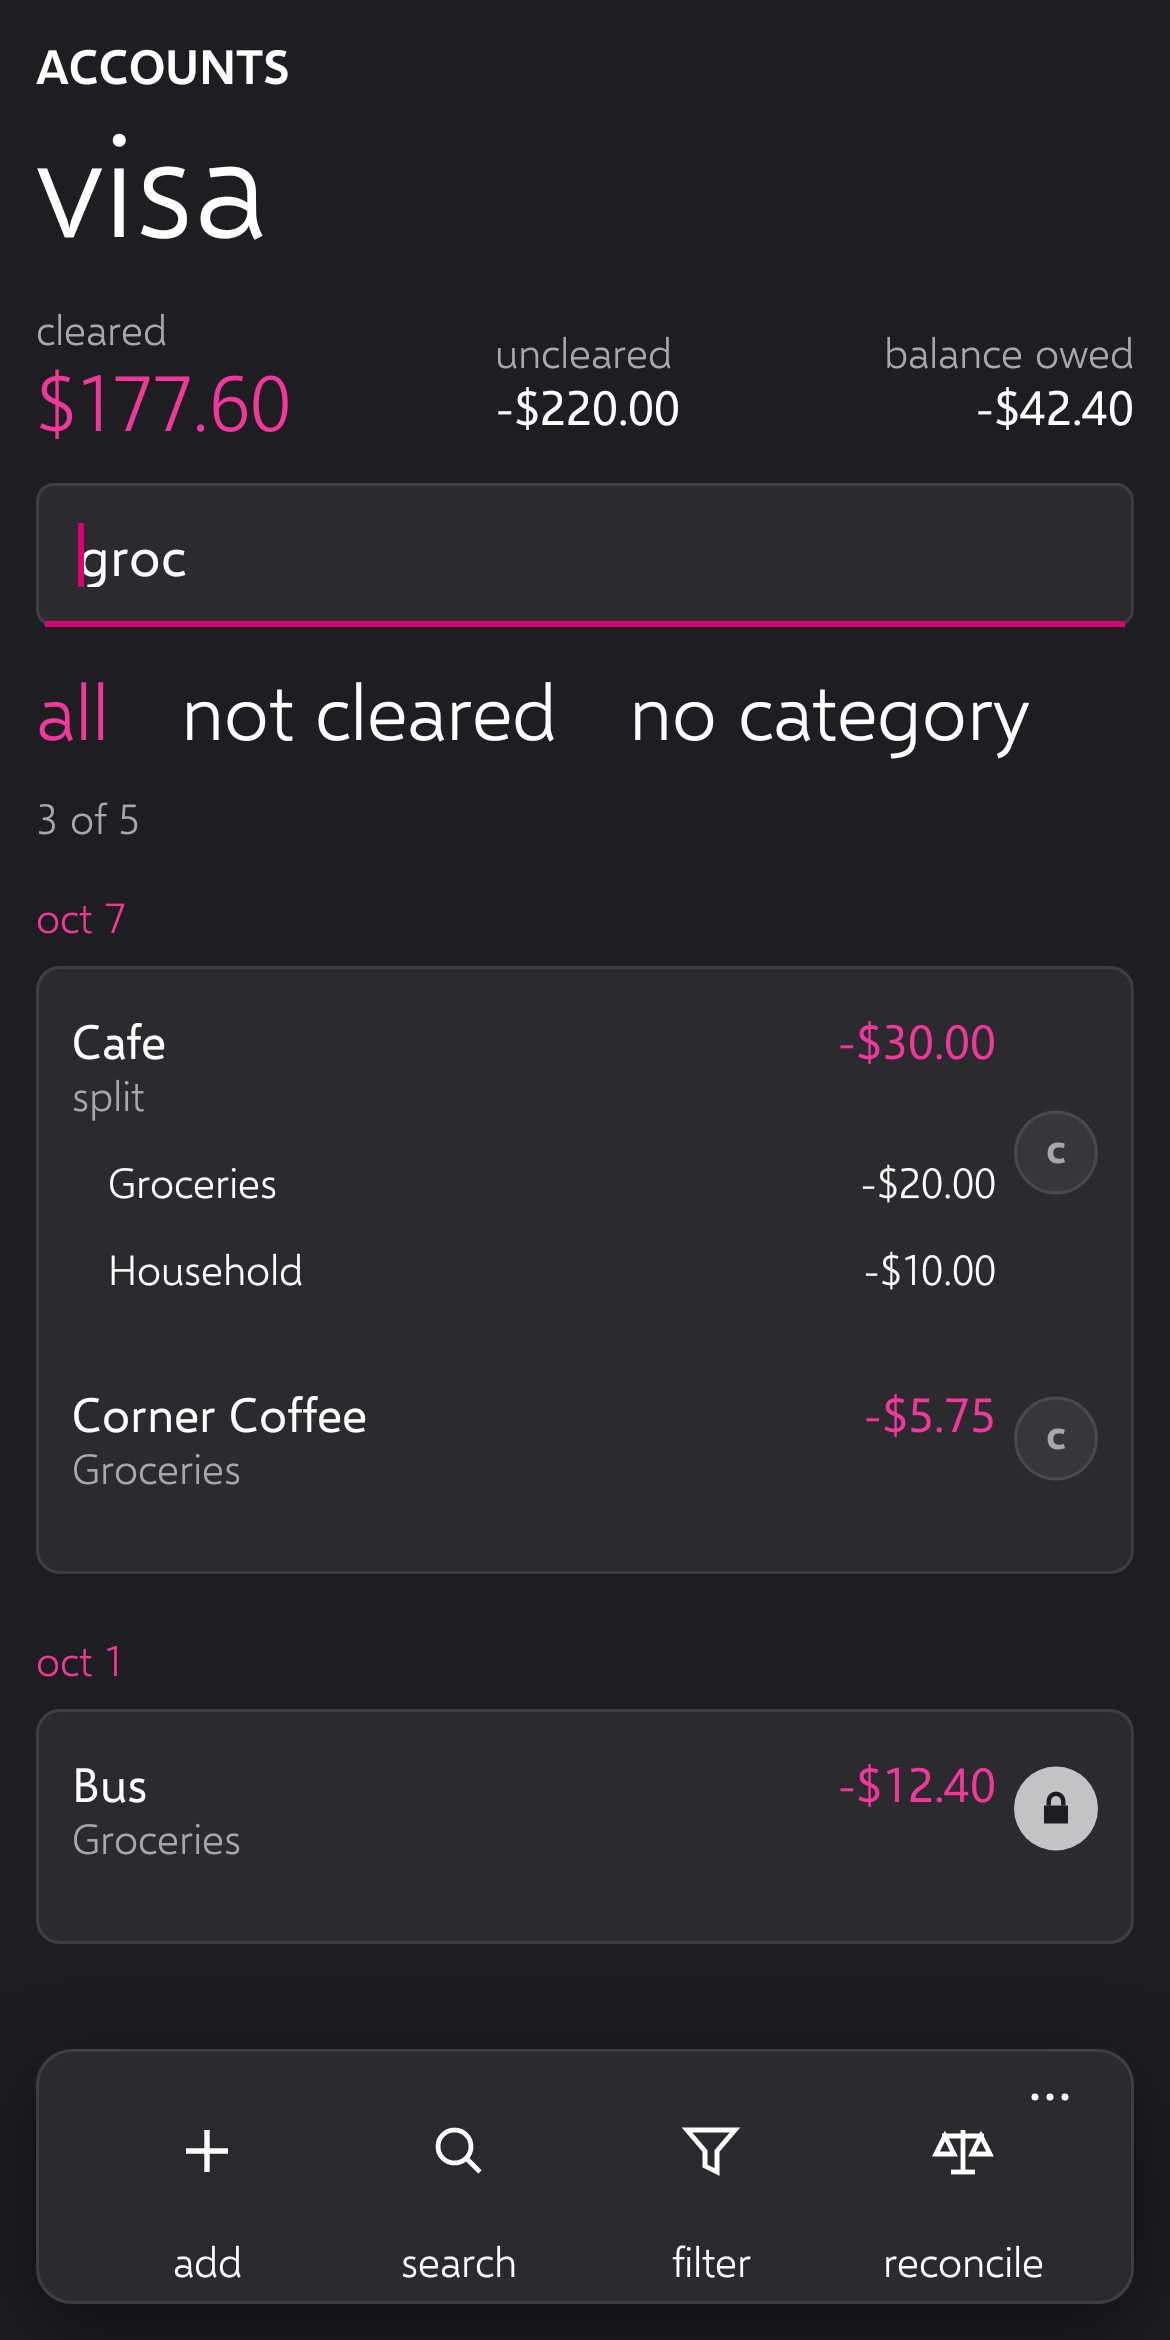 ACCOUNTS
visa
cleared
$177.60
uncleared
-$220.00
balance owed
-$42.40
groc
all not cleared no category
3 of 5
oct 7
Cafe -$30.00
split
C
Groceries -$20.00
Household -$10.00
Corner Coffee -$5.75
C
Groceries
oct 1
Bus -$12.40
Groceries
add search filter reconcile